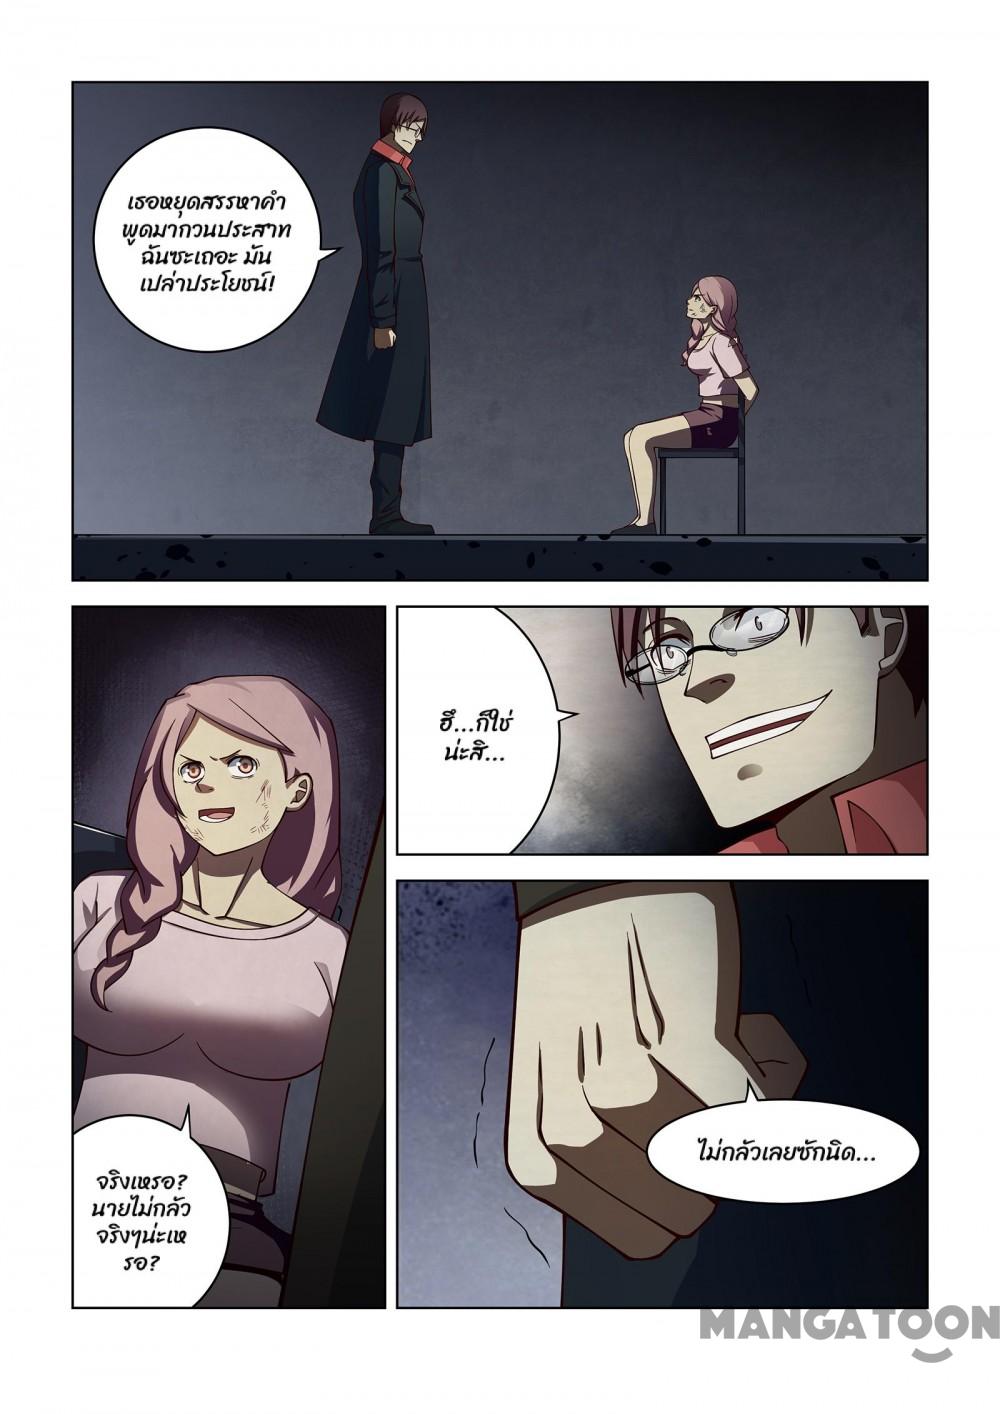 เธอหยุดสรรหาคำ
พูดมากวนประสาท
ฉันซะเถอะ มัน
เปล่าประโยชน์!
จริงเหรอ?
นายไม่กลัว
จริงๆน่ะเห
รอ?
ฮึ...ก็ใช่
น่ะสิ...
ไม่กลัวเลยซักนิด...
MANGATOON